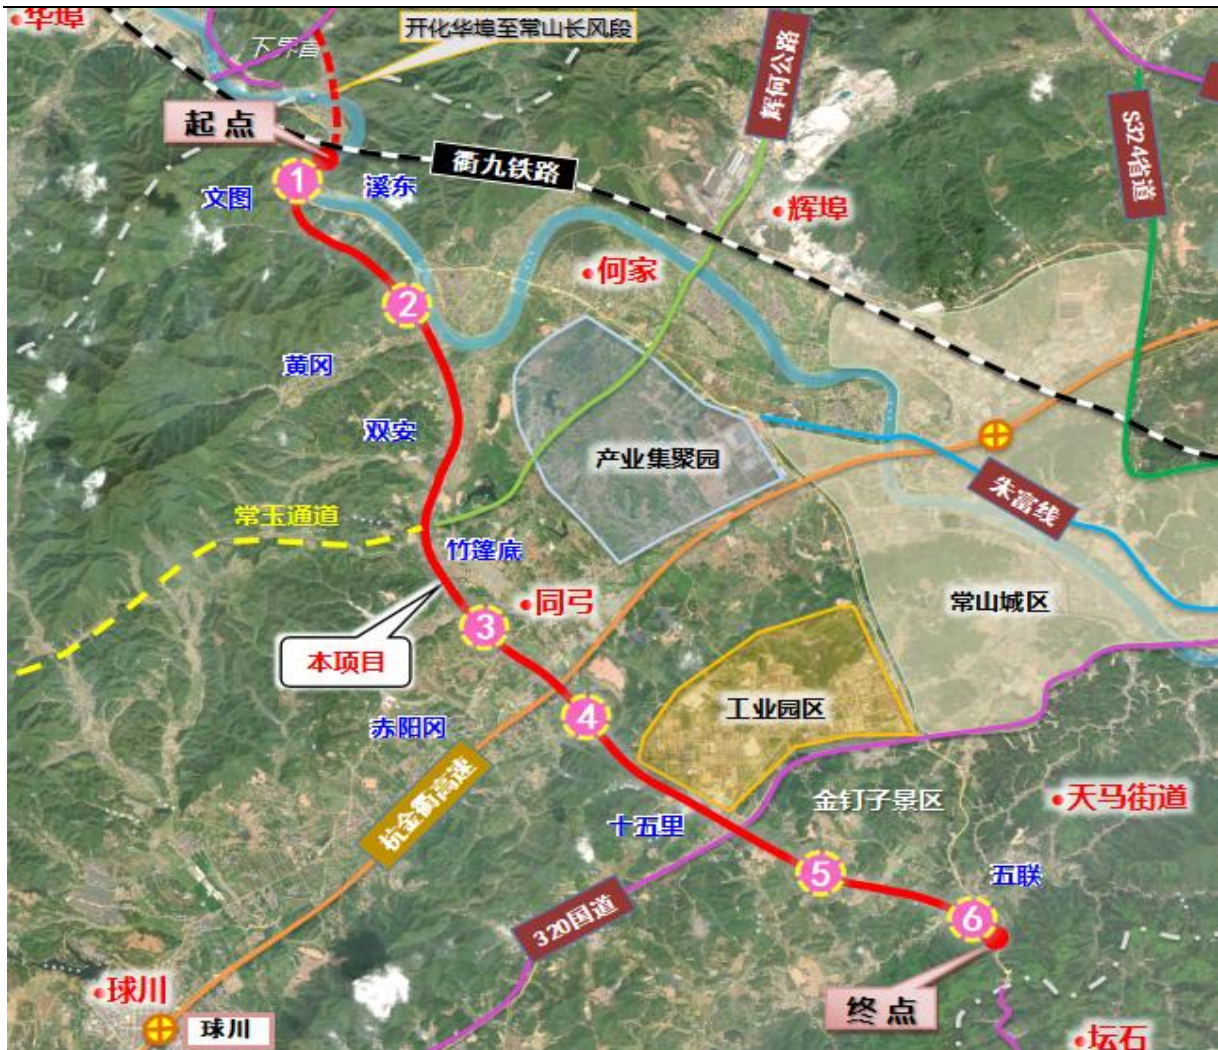 华埠
开化华埠至常山长风段
下界首
辉何公路
S324省道
起点
衢九铁路
1
文图
溪东
辉埠
何家
2
黄冈
双安
产业集聚园
朱富线
常玉通道
竹篷底
同弓
3
常山城区
本项目
4
工业园区
赤阳冈
杭金衢高速
金钉子景区
天马街道
十五里
5
五联
320国道
6
球川
终点
球川
坛石